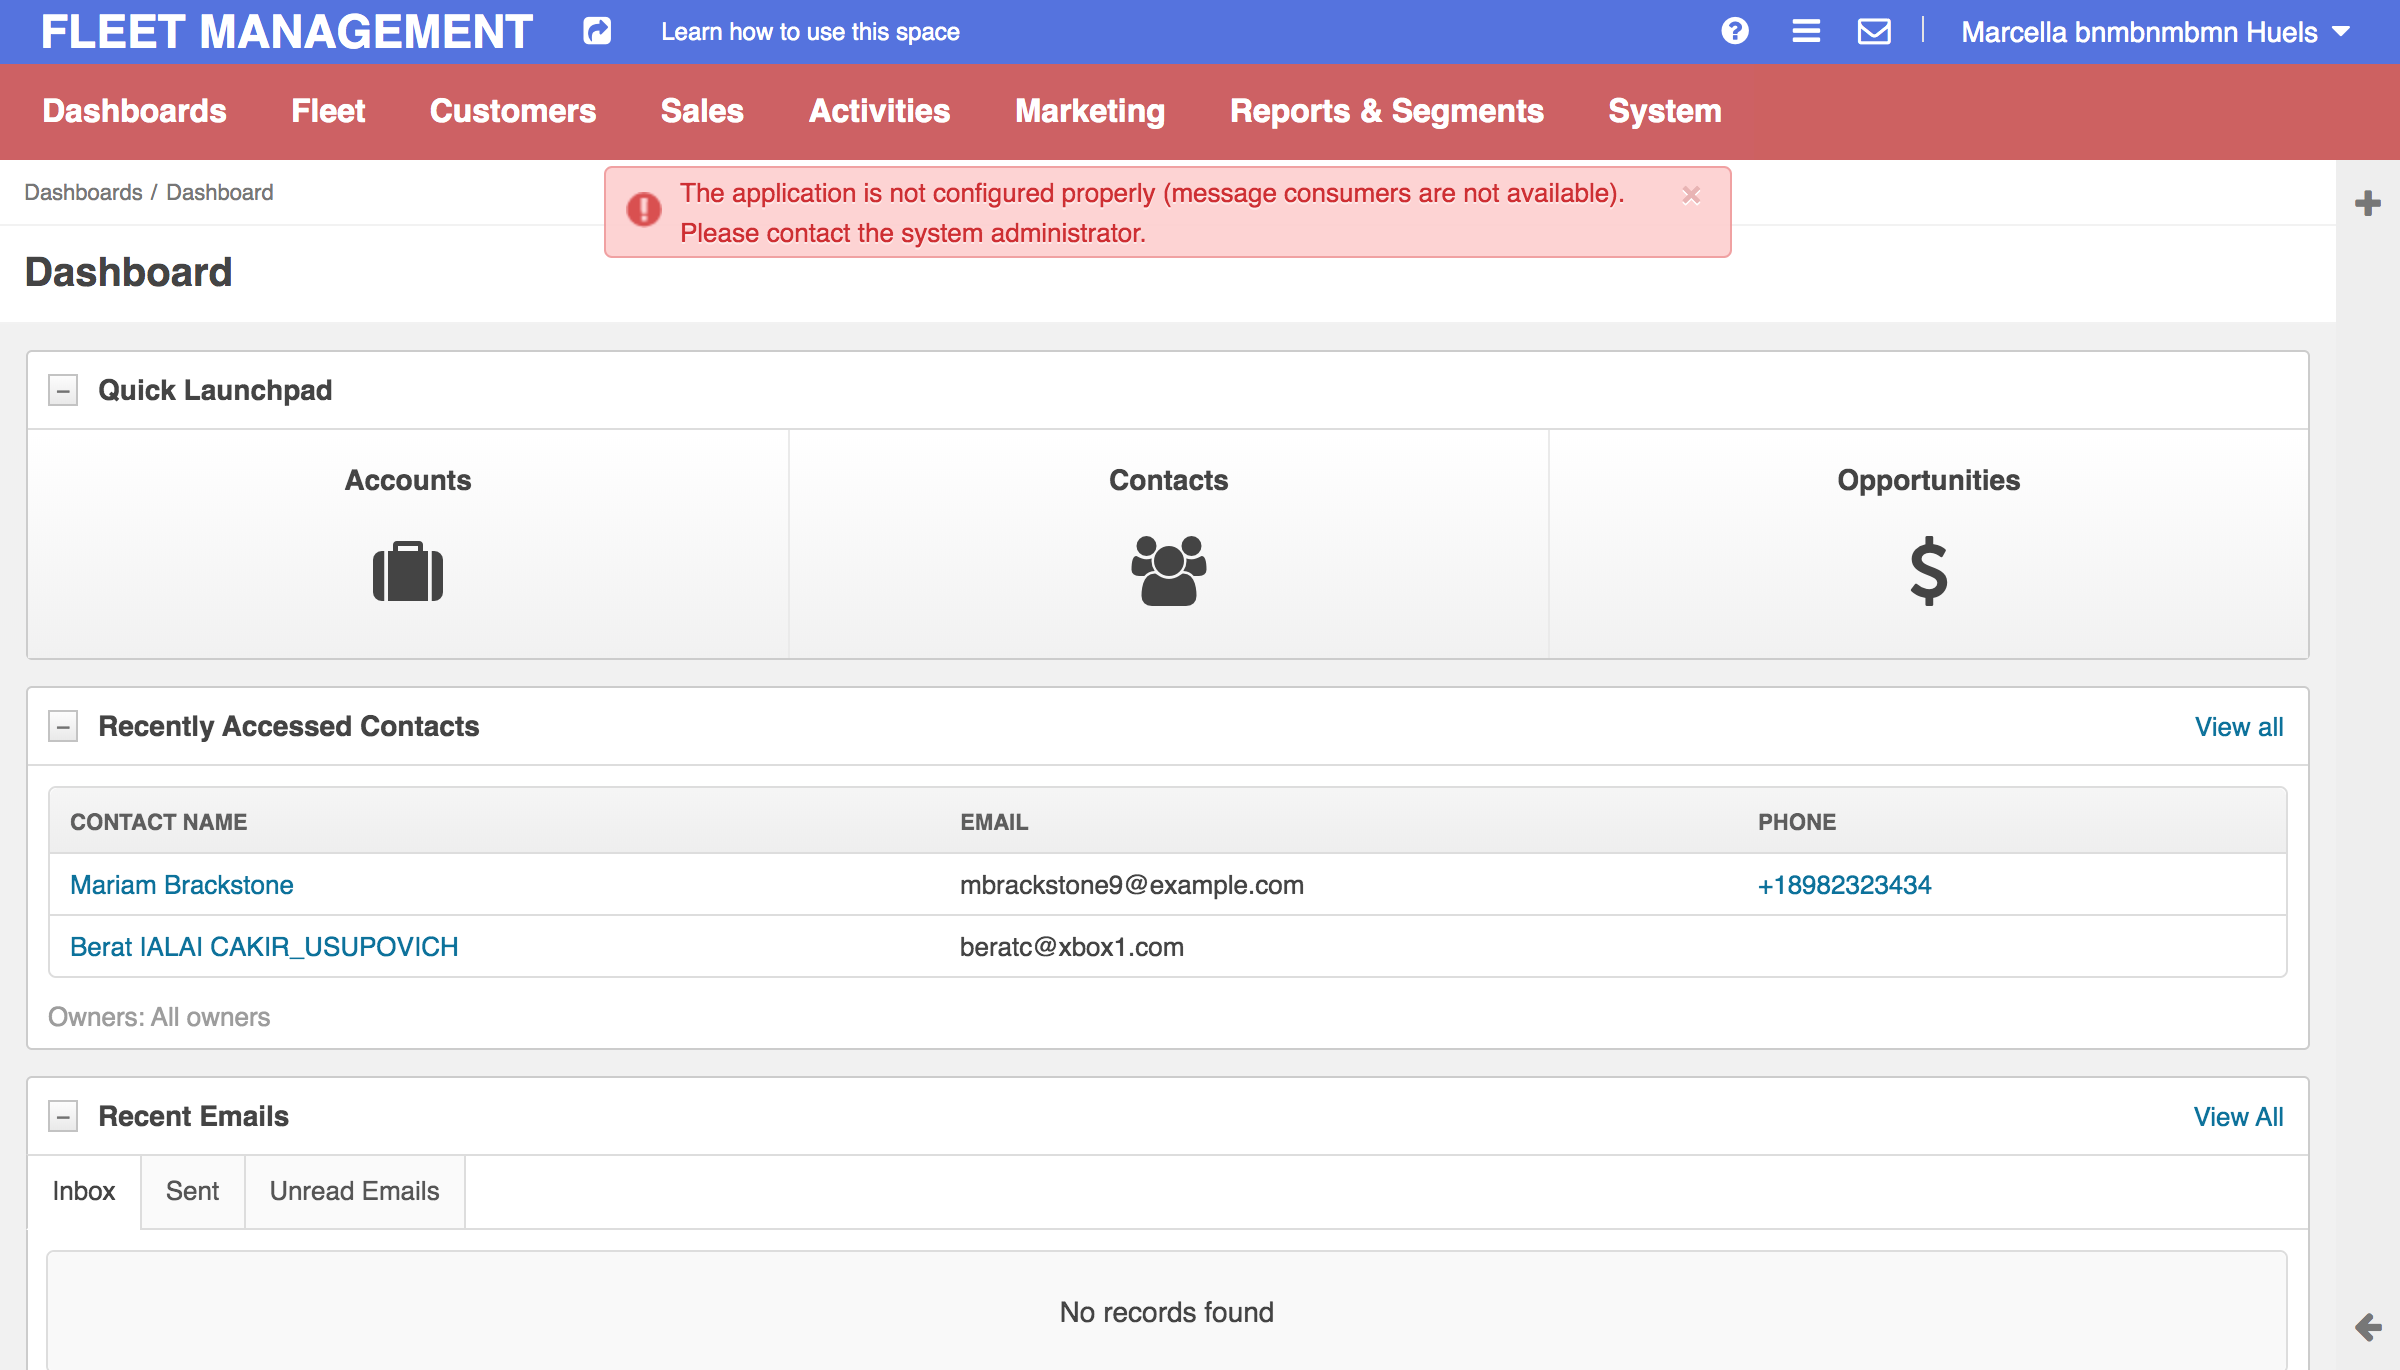 FLEET MANAGEMENT
Learn how to use this space
Marcella bnmbnmbmn Huels
Dashboards
Fleet
Customers
Sales
Activities
Marketing
Reports & Segments
System
Dashboards / Dashboard
The application is not configured properly (message consumers are not available).
Please contact the system administrator.
Dashboard
Quick Launchpad
Accounts
Contacts
Opportunities
Recently Accessed Contacts
View all
CONTACT NAME
EMAIL
PHONE
Mariam Brackstone
mbrackstone9@example.com
+18982323434
Berat IALAI CAKIR_USUPOVICH
beratc@xbox1.com
Owners: All owners
Recent Emails
View All
Inbox
Sent
Unread Emails
No records found